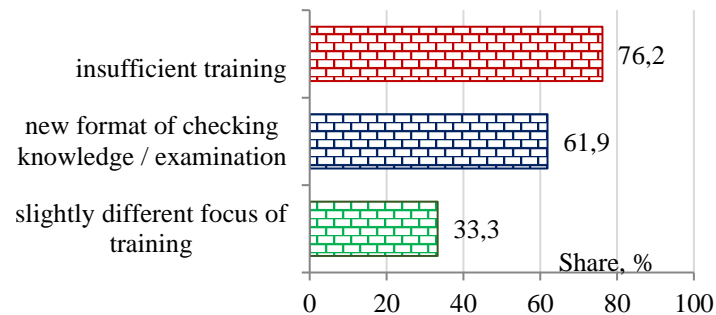 insufficient training
76,2
new format of checking
knowledge / examination
61,9
slightly different focus of
training
33,3
Share, %
0 20 40 60 80 100